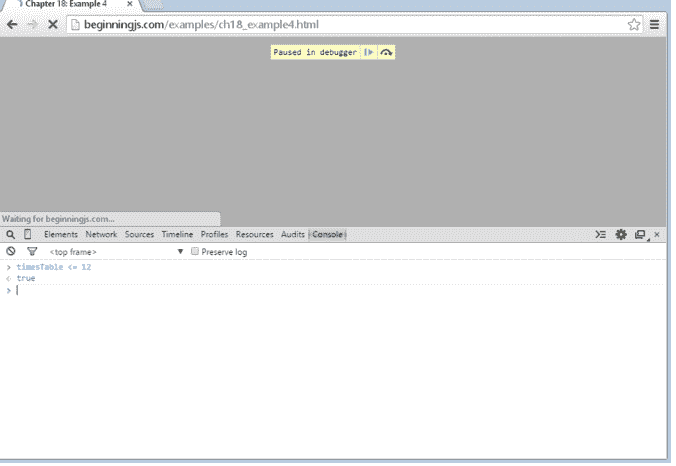 Chapter 18: Example 4
beginningjs.com/examples/ch18_example4.html
Paused in debugger
Waiting for beginningjs.com...
Elements Network Sources Timeline Profiles Resources Audits Console
<top frame> Preserve log
> timesTable <= 12
< true
>